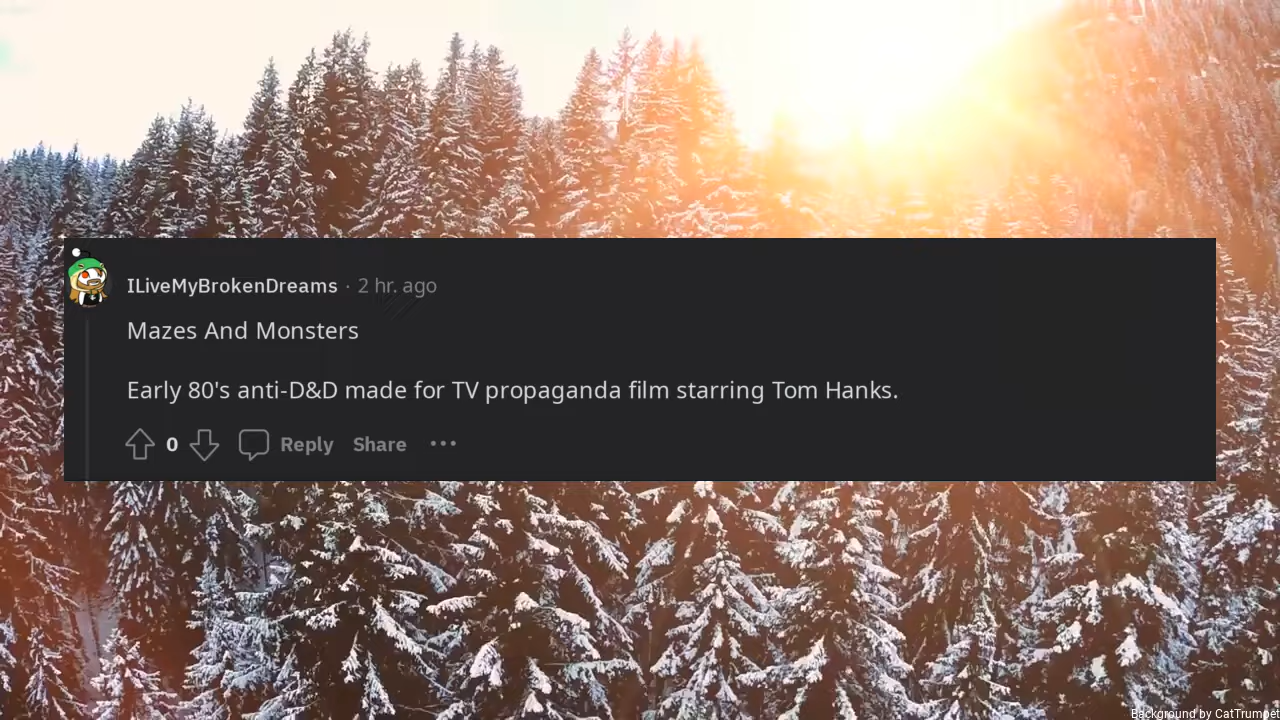 ILiveMyBrokenDreams · 2 hr. ago
Mazes And Monsters
Early 80's anti-D&D made for TV propaganda film starring Tom Hanks.
0 Reply Share •••
Background by CatTrumpet